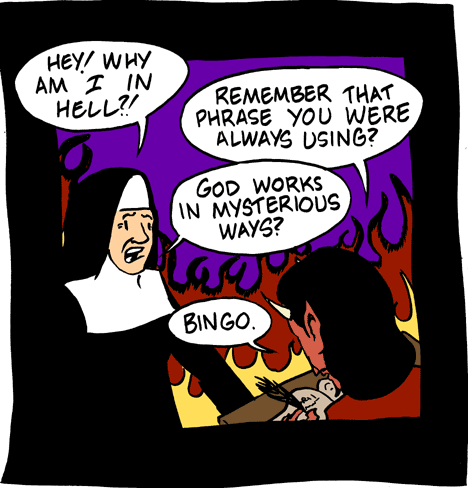 HEY! WHY
AM I IN
HELL?!
REMEMBER THAT
PHRASE YOU WERE
ALWAYS USING?
GOD WORKS
IN MYSTERIOUS
WAYS?
BINGO.